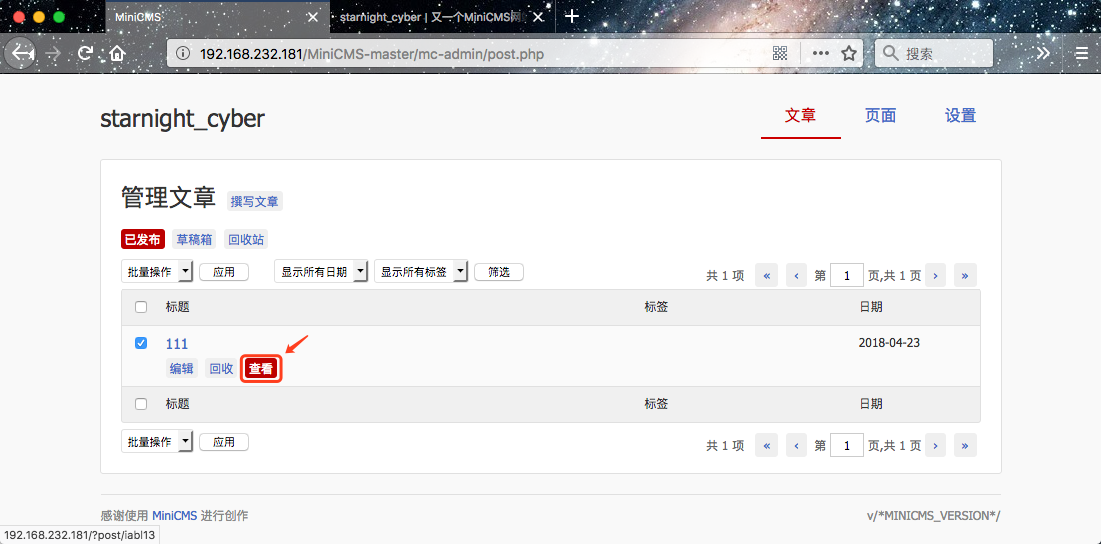 MiniCMS
starnight_cyber | 又一个MiniCMS网
192.168.232.181/MiniCMS-master/mc-admin/post.php
搜索
starnight_cyber
文章 页面 设置
管理文章 撰写文章
已发布 草稿箱 回收站
批量操作 应用 显示所有日期 显示所有标签 筛选 共 1 项 « ‹ 第 1 页,共 1 页 › »
标题 标签 日期
111 2018-04-23
编辑 回收 查看
标题 标签 日期
批量操作 应用 共 1 项 « ‹ 第 1 页,共 1 页 › »
感谢使用 MiniCMS 进行创作 v/*MINICMS_VERSION*/
192.168.232.181/?post/iabl13